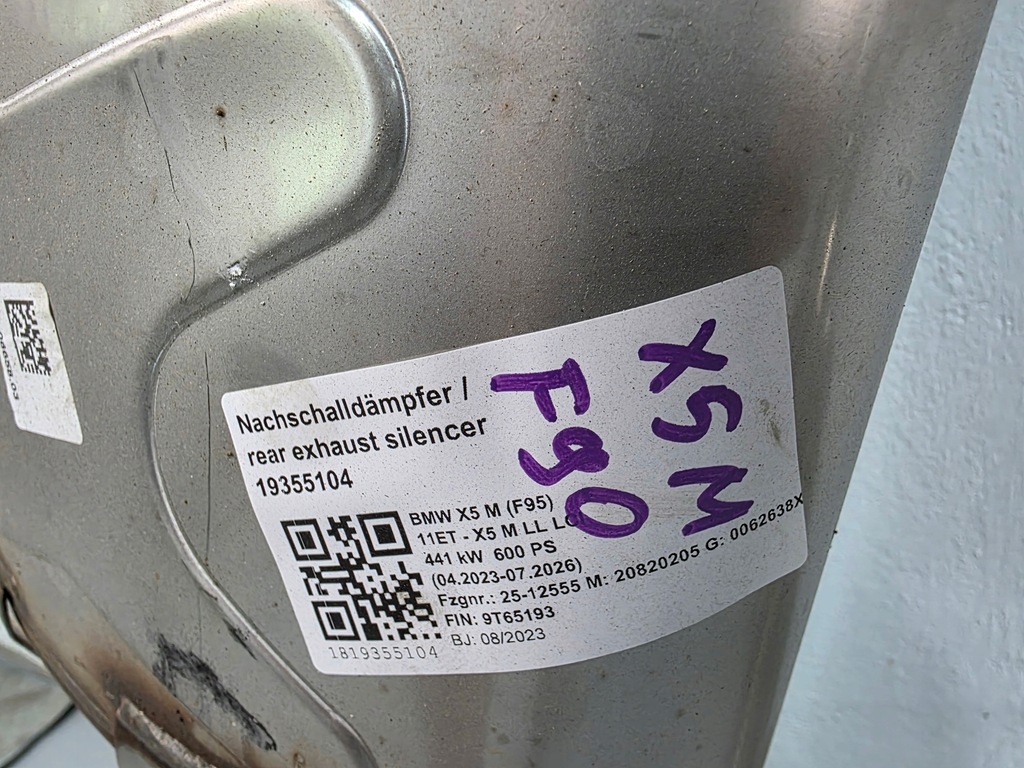 Nachschalldämpfer /
rear exhaust silencer
19355104
BMW X5 M (F95)
11ET - X5 M LL
441 kW 600 PS
(04.2023-07.2026)
Fzgnr.: 25-12555 M: 20820205 G: 0062638X
FIN: 9T65193
BJ: 08/2023
1819355104
X5 M
F90